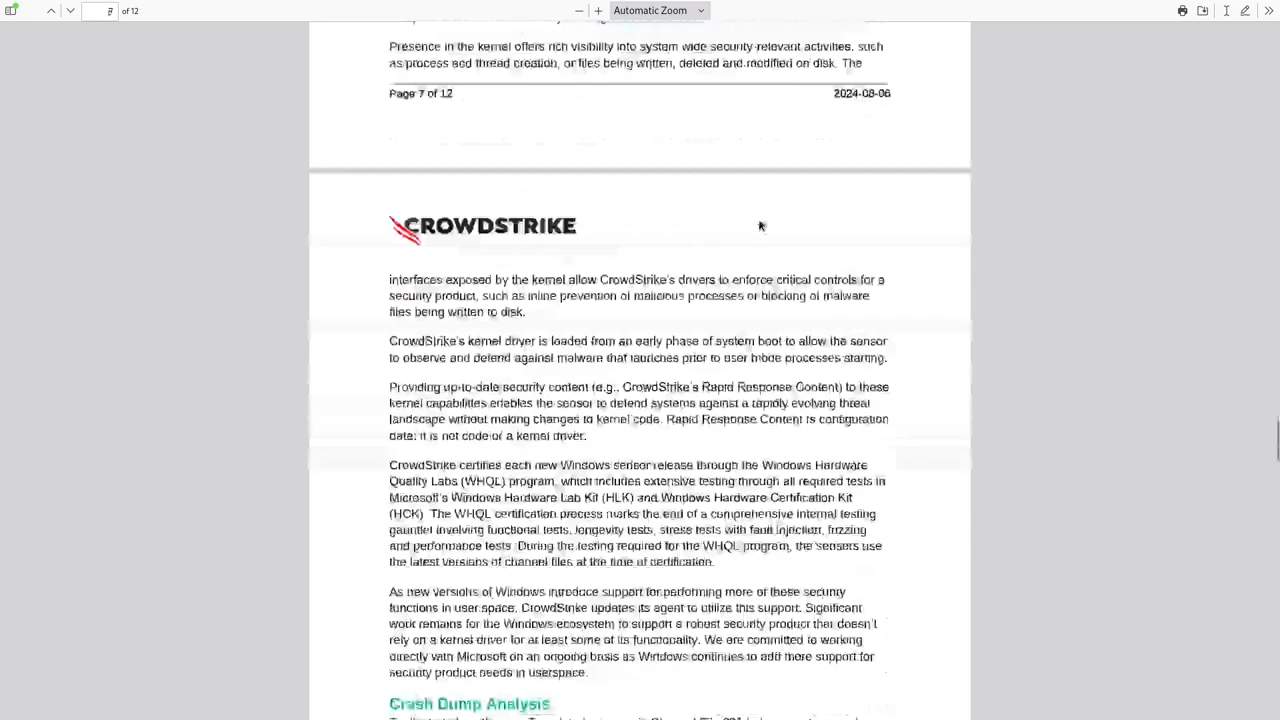 of 12
Automatic Zoom
Presence in the kernel offers rich visibility into system wide security-relevant activities, such
as process and thread creation, or files being written, deleted and modified on disk. The
Page 7 of 12
2024-08-06
CROWDSTRIKE
interfaces exposed by the kernel allow CrowdStrike's drivers to enforce critical controls for a
security product, such as inline prevention of malicious processes or blocking of malware
files being written to disk.
CrowdStrike's kernel driver is loaded from an early phase of system boot to allow the sensor
to observe and defend against malware that launches prior to user mode processes starting.
Providing up-to-date security content (e.g., CrowdStrike's Rapid Response Content) to these
kernel capabilities enables the sensor to defend systems against a rapidly evolving threat
landscape without making changes to kernel code. Rapid Response Content is configuration
data; it is not code or a kernel driver.
CrowdStrike certifies each new Windows sensor release through the Windows Hardware
Quality Labs (WHQL) program, which includes extensive testing through all required tests in
Microsoft's Windows Hardware Lab Kit (HLK) and Windows Hardware Certification Kit
(HCK). The WHQL certification process marks the end of a comprehensive internal testing
gauntlet involving functional tests, longevity tests, stress tests with fault injection, fuzzing
and performance tests. During the testing required for the WHQL program, the sensors use
the latest versions of channel files at the time of certification.
As new versions of Windows introduce support for performing more of these security
functions in user space, CrowdStrike updates its agent to utilize this support. Significant
work remains for the Windows ecosystem to support a robust security product that doesn't
rely on a kernel driver for at least some of its functionality. We are committed to working
directly with Microsoft on an ongoing basis as Windows continues to add more support for
security product needs in userspace.
Crash Dump Analysis